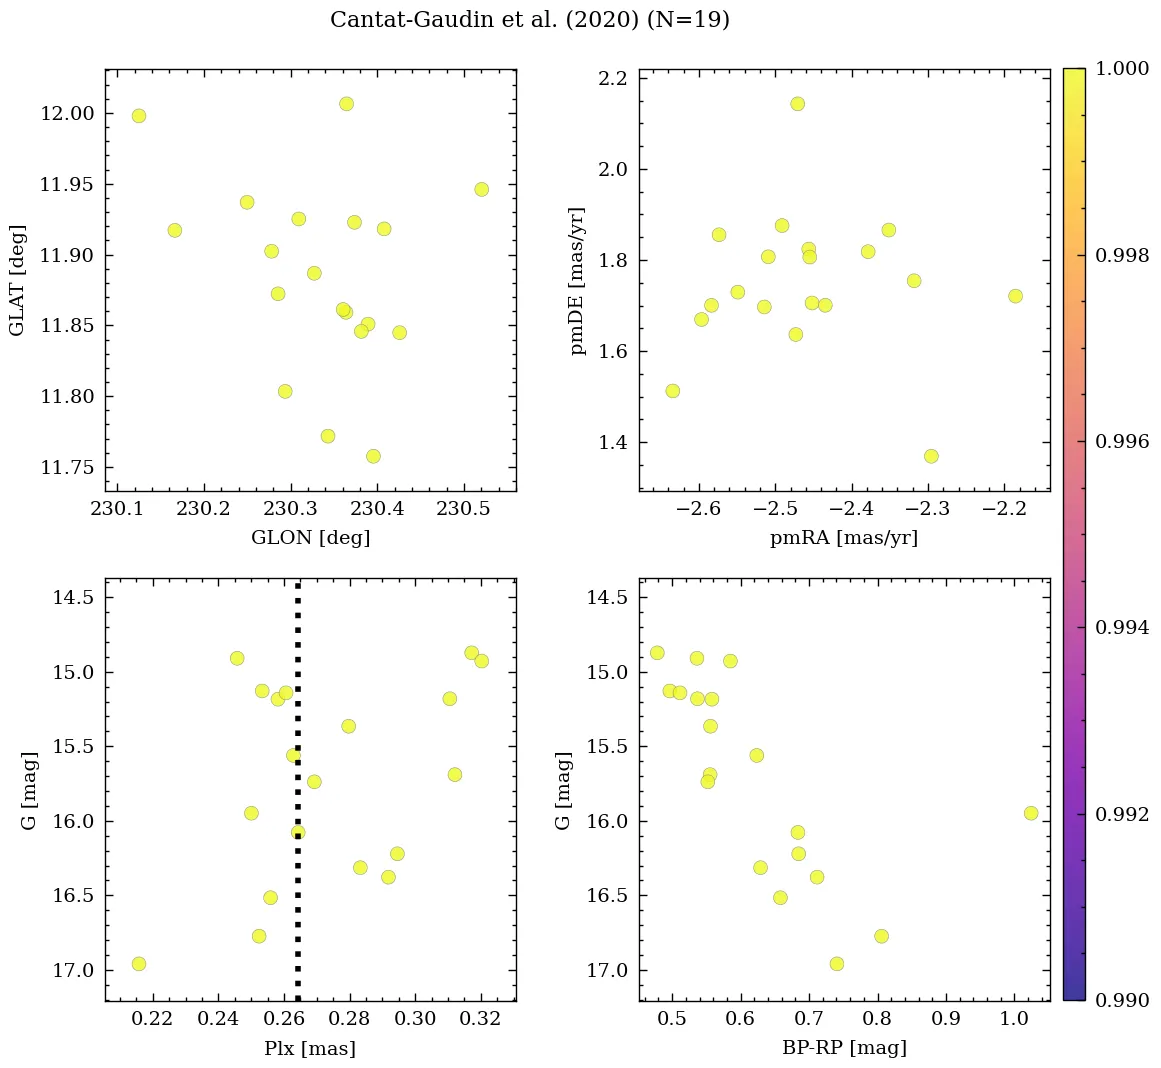 Cantat-Gaudin et al. (2020) (N=19)
12.00
11.95
11.90
11.85
11.80
11.75
GLAT [deg]
230.1 230.2 230.3 230.4 230.5
GLON [deg]
2.2
2.0
1.8
1.6
1.4
pmDE [mas/yr]
−2.6 −2.5 −2.4 −2.3 −2.2
pmRA [mas/yr]
14.5
15.0
15.5
16.0
16.5
17.0
G [mag]
0.22 0.24 0.26 0.28 0.30 0.32
Plx [mas]
14.5
15.0
15.5
16.0
16.5
17.0
G [mag]
0.5 0.6 0.7 0.8 0.9 1.0
BP-RP [mag]
1.000
0.998
0.996
0.994
0.992
0.990